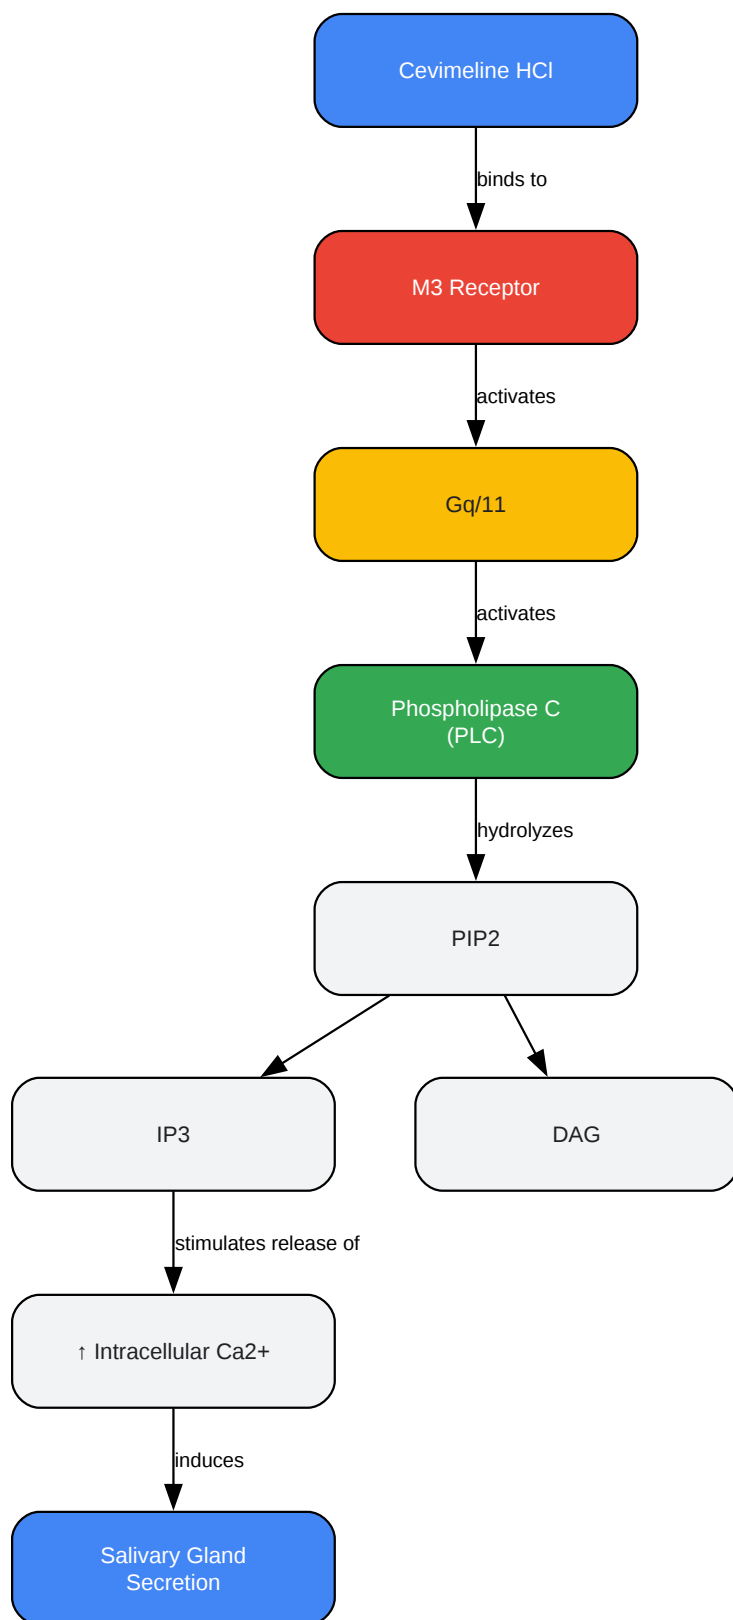 Cevimeline HCl
binds to
M3 Receptor
activates
Gq/11
activates
Phospholipase C
(PLC)
hydrolyzes
PIP2
IP3
DAG
stimulates release of
↑ Intracellular Ca2+
induces
Salivary Gland
Secretion